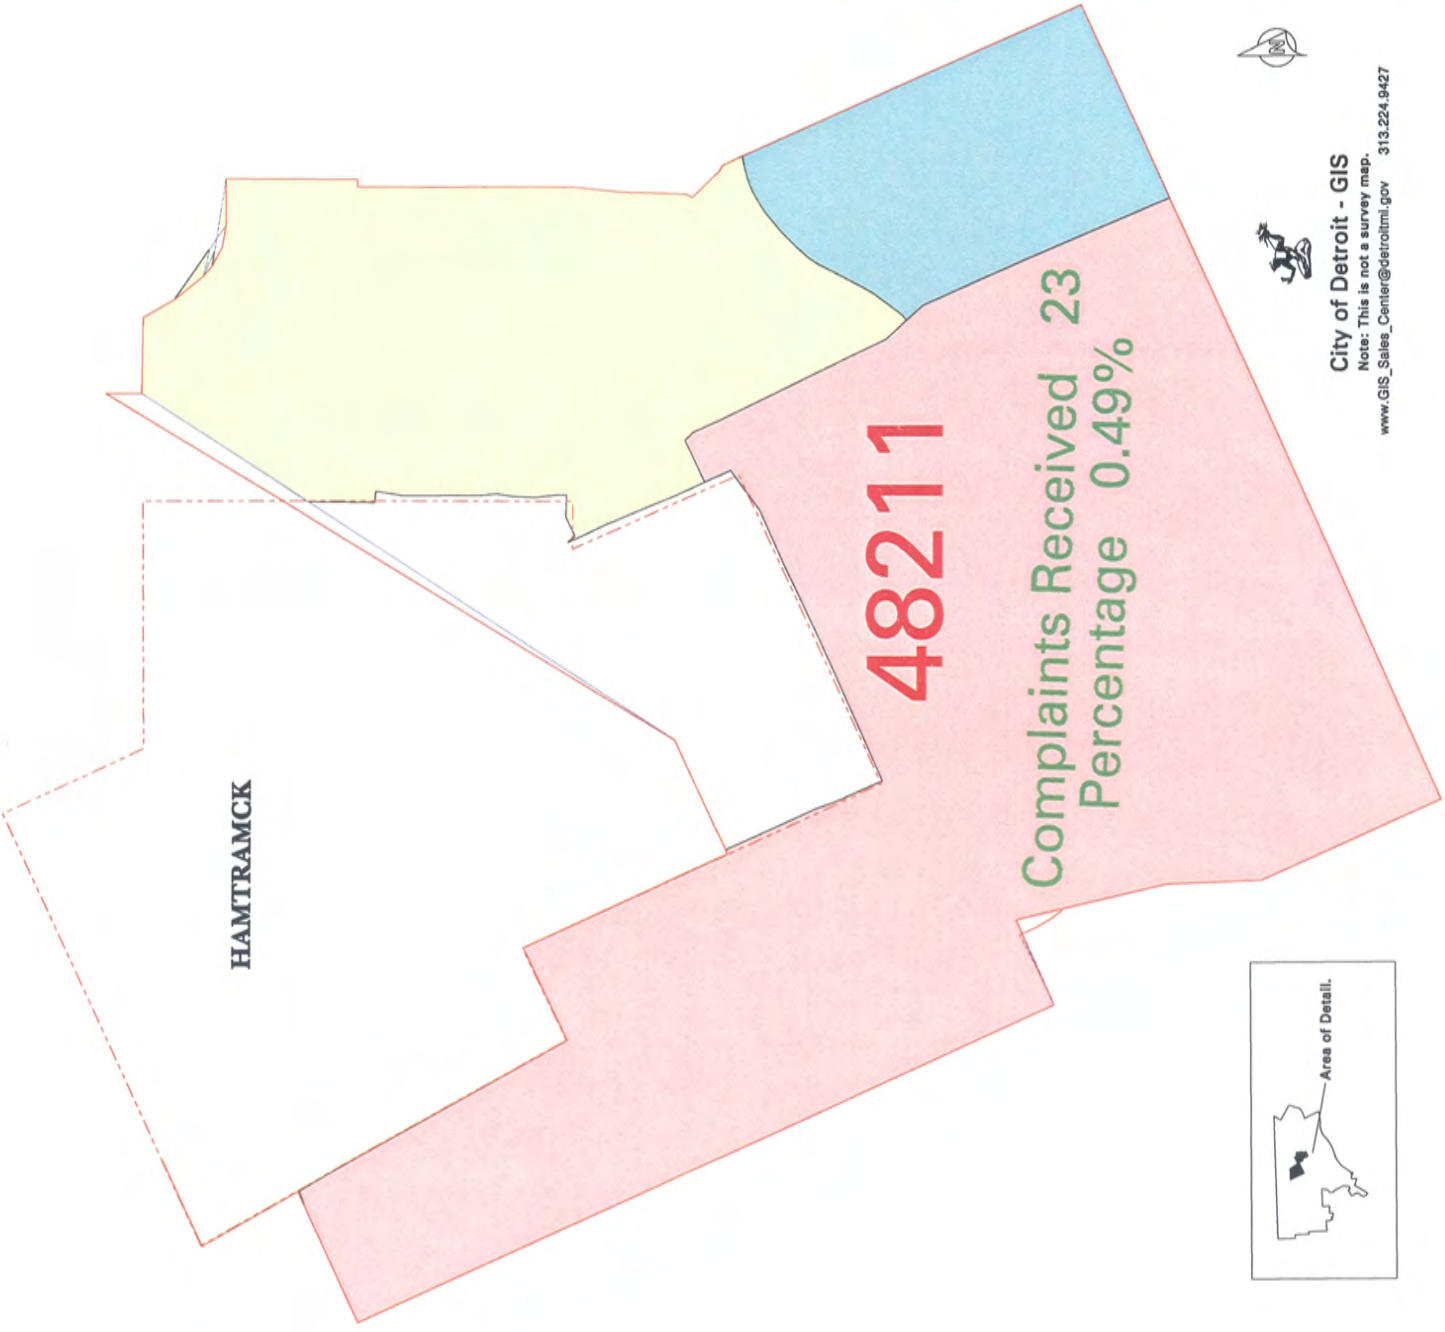 HAMTRAMCK
48211
Complaints Received 23
Percentage 0.49%
N
City of Detroit - GIS
Note: This is not a survey map.
www.GIS_Sales_Center@detroitmi.gov 313.224.9427
Area of Detail.